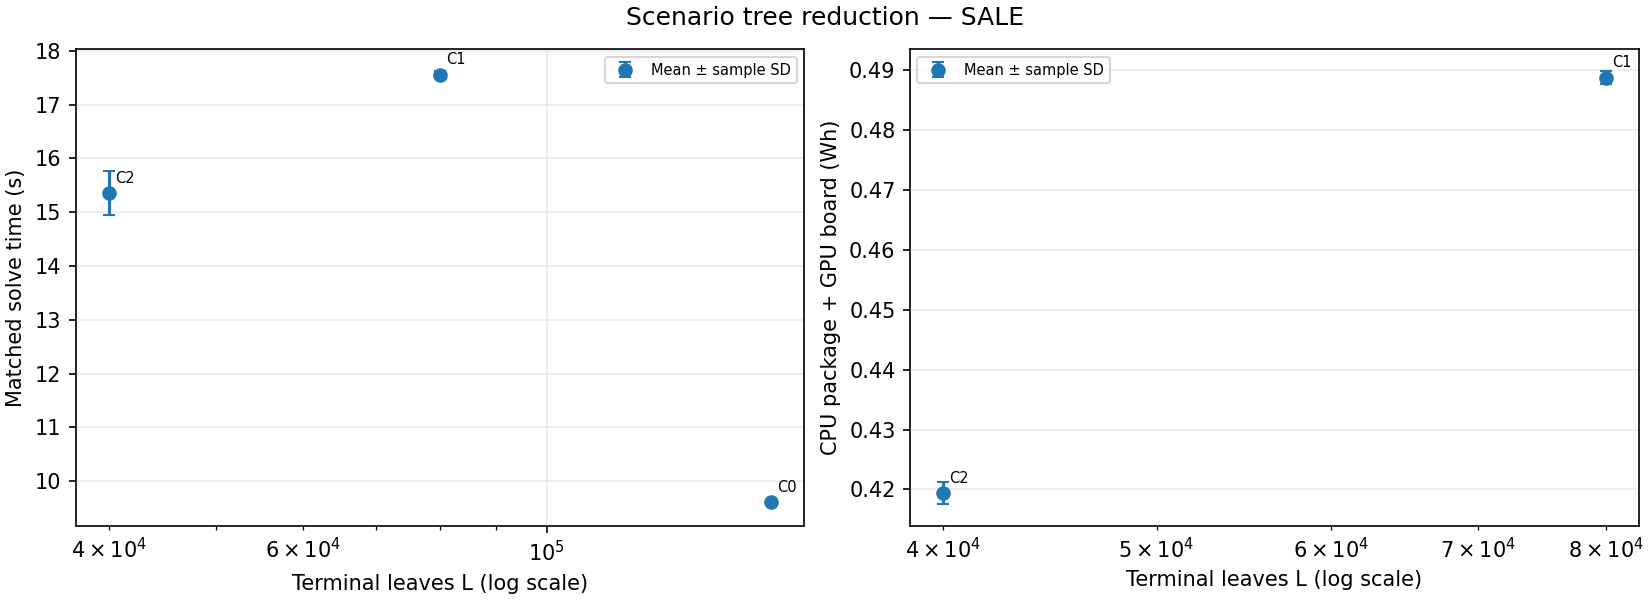 Scenario tree reduction — SALE
Matched solve time (s)
18
17
16
15
14
13
12
11
10
C1
C2
C0
Mean ± sample SD
4 × 10⁴
6 × 10⁴
10⁵
Terminal leaves L (log scale)
CPU package + GPU board (Wh)
0.49
0.48
0.47
0.46
0.45
0.44
0.43
0.42
Mean ± sample SD
C1
C2
4 × 10⁴
5 × 10⁴
6 × 10⁴
7 × 10⁴
8 × 10⁴
Terminal leaves L (log scale)